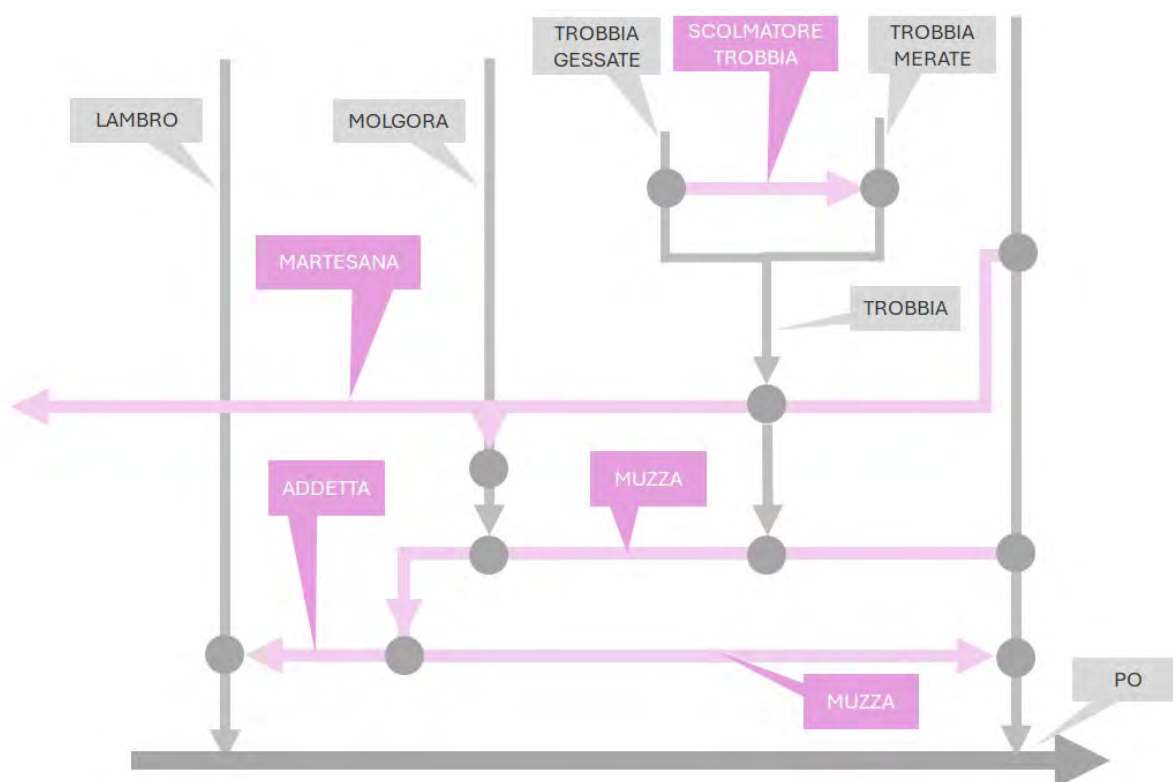 TROBBIA
GESSATE
SCOLMATORE
TROBBIA
TROBBIA
MERATE
LAMBRO
MOLGORA
MARTESANA
TROBBIA
ADDETTA
MUZZA
MUZZA
PO